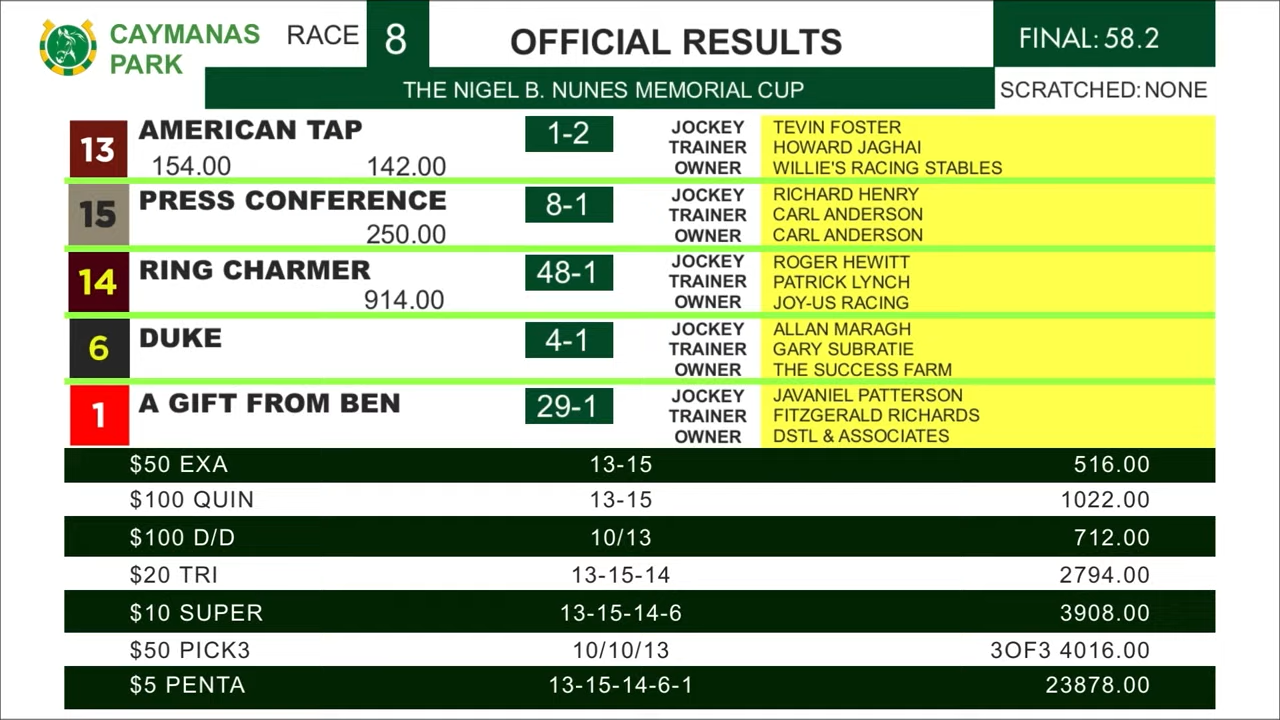 CAYMANAS PARK
RACE 8
OFFICIAL RESULTS
FINAL: 58.2
THE NIGEL B. NUNES MEMORIAL CUP
SCRATCHED: NONE
13 AMERICAN TAP 1-2 JOCKEY TEVIN FOSTER
TRAINER HOWARD JAGHAI
154.00 142.00 OWNER WILLIE'S RACING STABLES
15 PRESS CONFERENCE 8-1 JOCKEY RICHARD HENRY
TRAINER CARL ANDERSON
250.00 OWNER CARL ANDERSON
14 RING CHARMER 48-1 JOCKEY ROGER HEWITT
TRAINER PATRICK LYNCH
914.00 OWNER JOY-US RACING
6 DUKE 4-1 JOCKEY ALLAN MARAGH
TRAINER GARY SUBRATIE
OWNER THE SUCCESS FARM
1 A GIFT FROM BEN 29-1 JOCKEY JAVANIEL PATTERSON
TRAINER FITZGERALD RICHARDS
OWNER DSTL & ASSOCIATES
$50 EXA 13-15 516.00
$100 QUIN 13-15 1022.00
$100 D/D 10/13 712.00
$20 TRI 13-15-14 2794.00
$10 SUPER 13-15-14-6 3908.00
$50 PICK3 10/10/13 3OF3 4016.00
$5 PENTA 13-15-14-6-1 23878.00